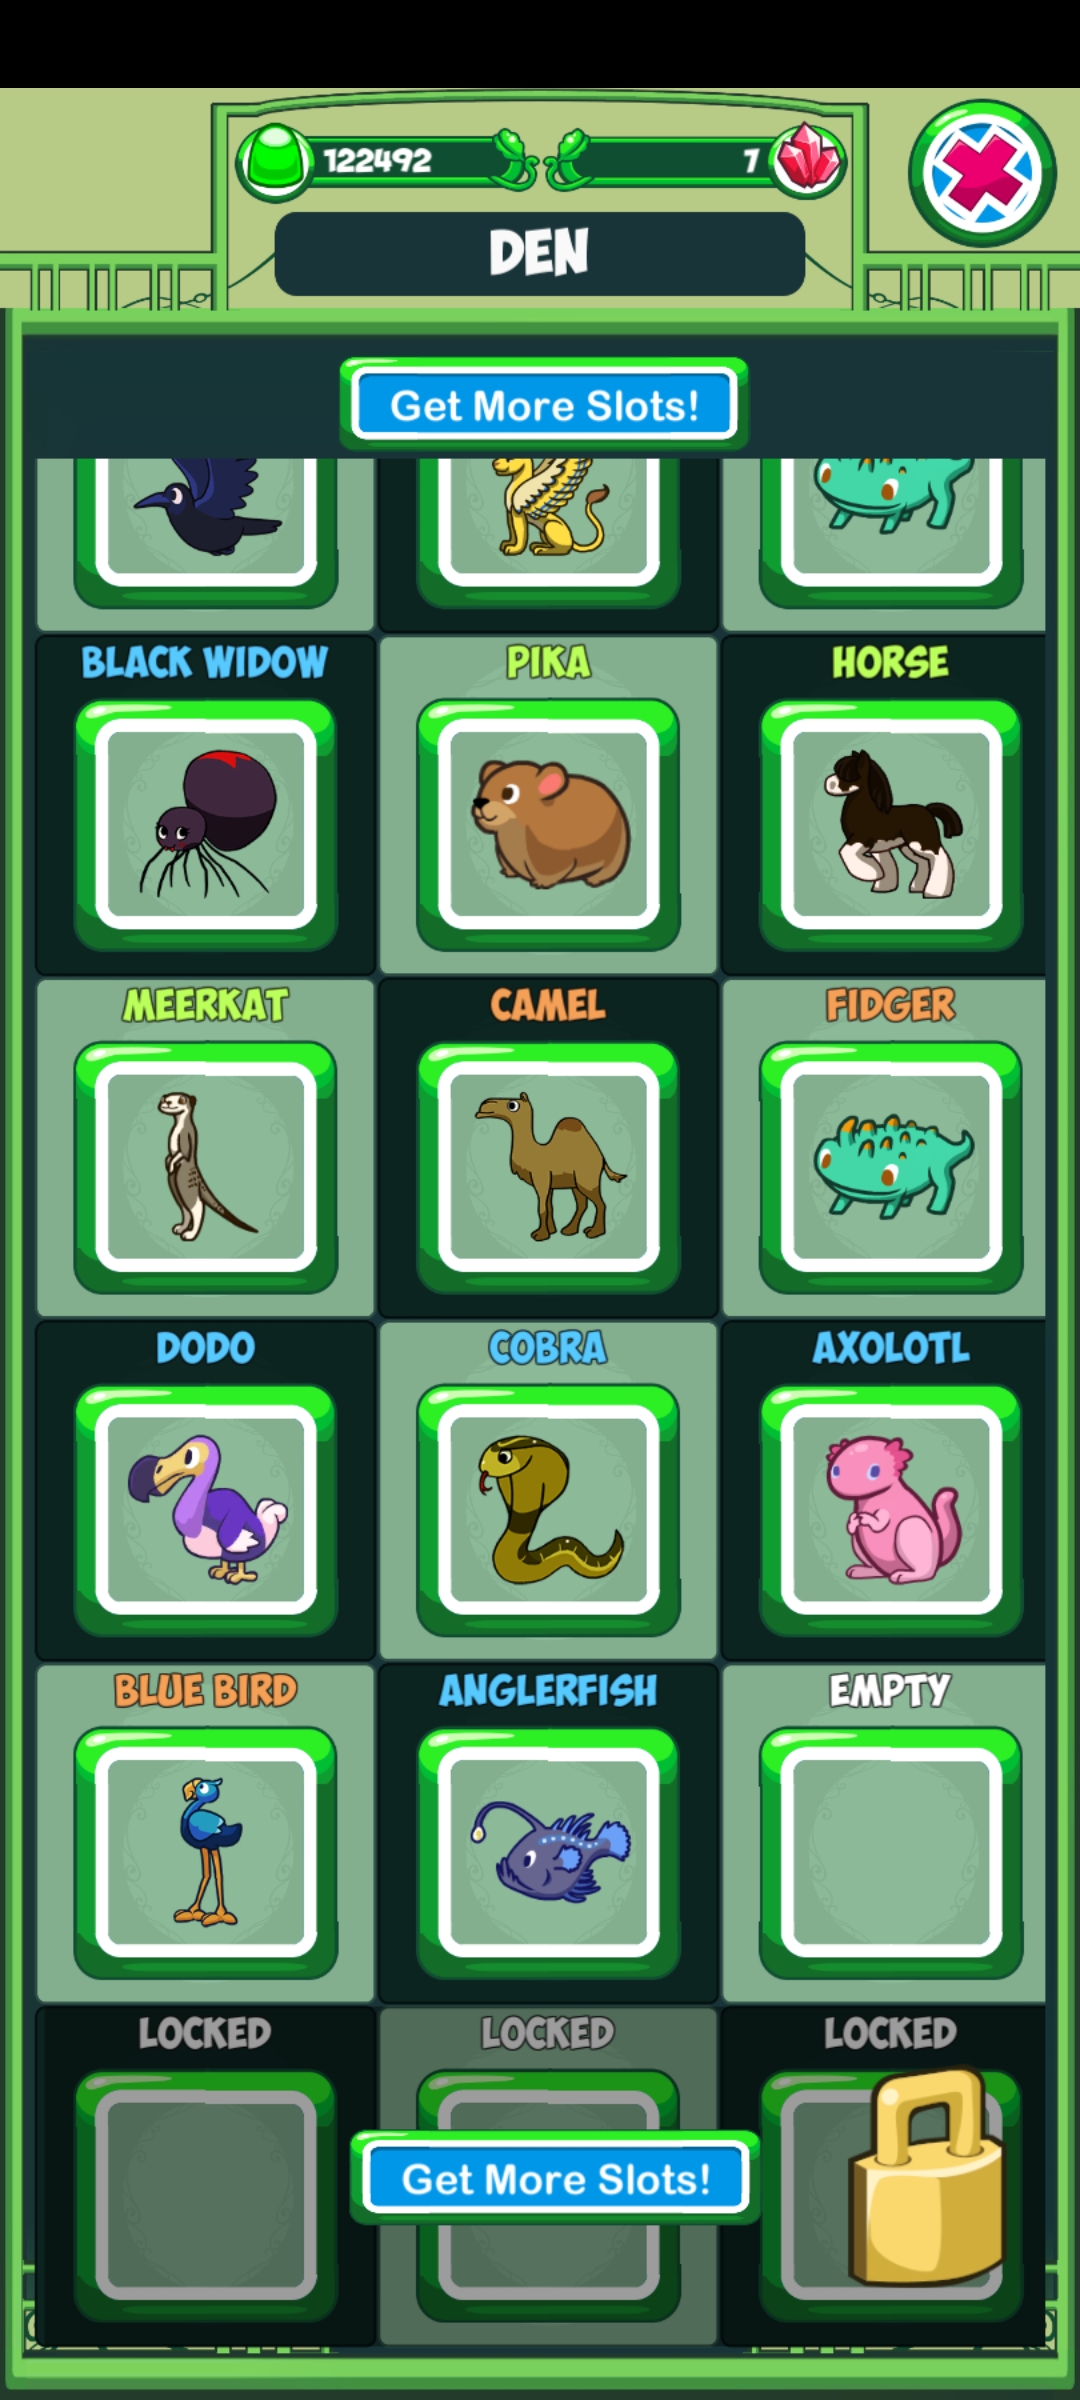 122492
7
DEN
Get More Slots!
BLACK WIDOW
PIKA
HORSE
MEERKAT
CAMEL
FIDGER
DODO
COBRA
AXOLOTL
BLUE BIRD
ANGLERFISH
EMPTY
LOCKED
LOCKED
LOCKED
Get More Slots!